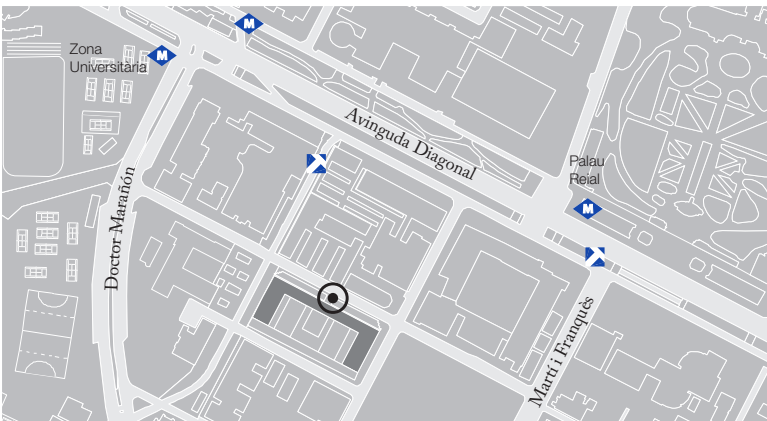 M
Zona
Universitària
M
Avinguda Diagonal
Palau
Reial
M
Doctor Marañón
Martí i Franquès